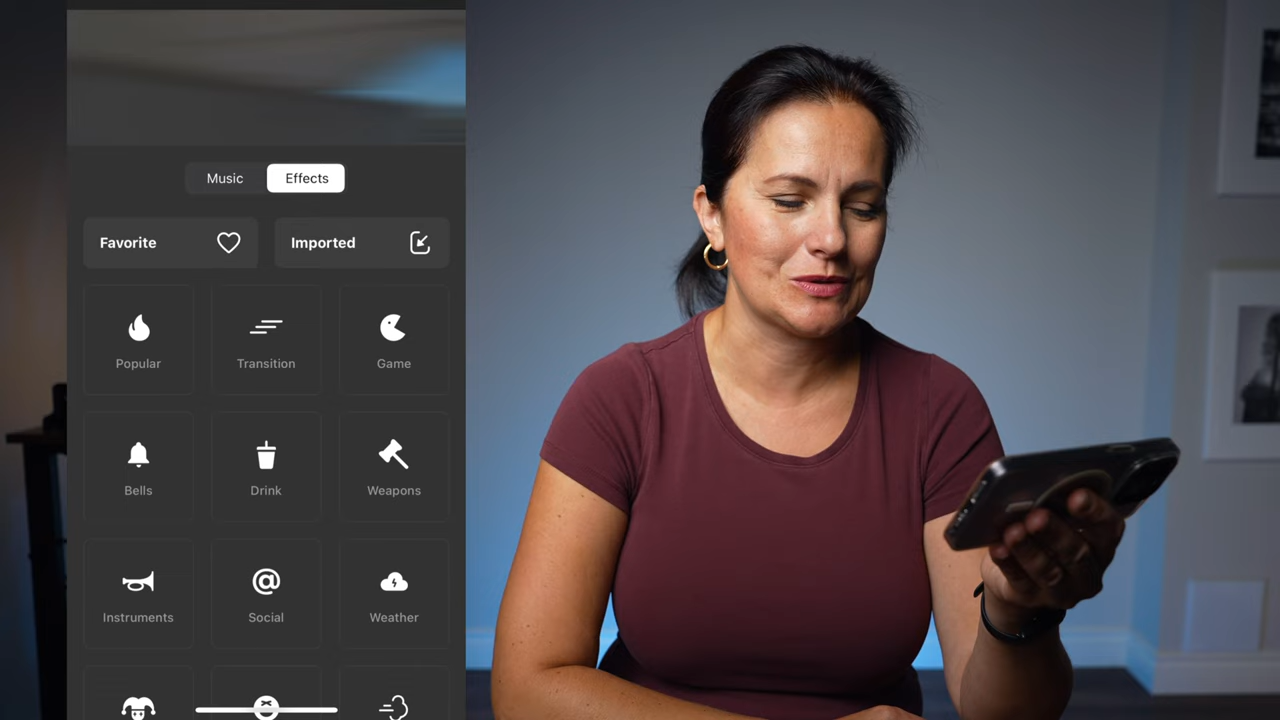 Music Effects
Favorite Imported
Popular Transition Game
Bells Drink Weapons
Instruments Social Weather